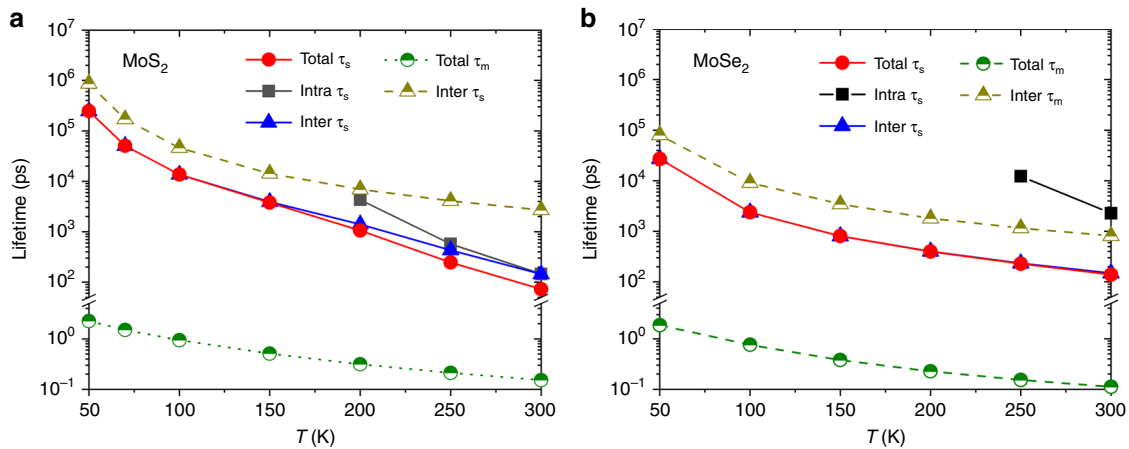 a
MoS2
Total τs
Intra τs
Inter τs
Total τm
Inter τs
Lifetime (ps)
10^7
10^6
10^5
10^4
10^3
10^2
10^0
10^-1
50 100 150 200 250 300
T (K)
b
MoSe2
Total τs
Intra τs
Inter τs
Total τm
Inter τm
Lifetime (ps)
10^7
10^6
10^5
10^4
10^3
10^2
10^0
10^-1
50 100 150 200 250 300
T (K)